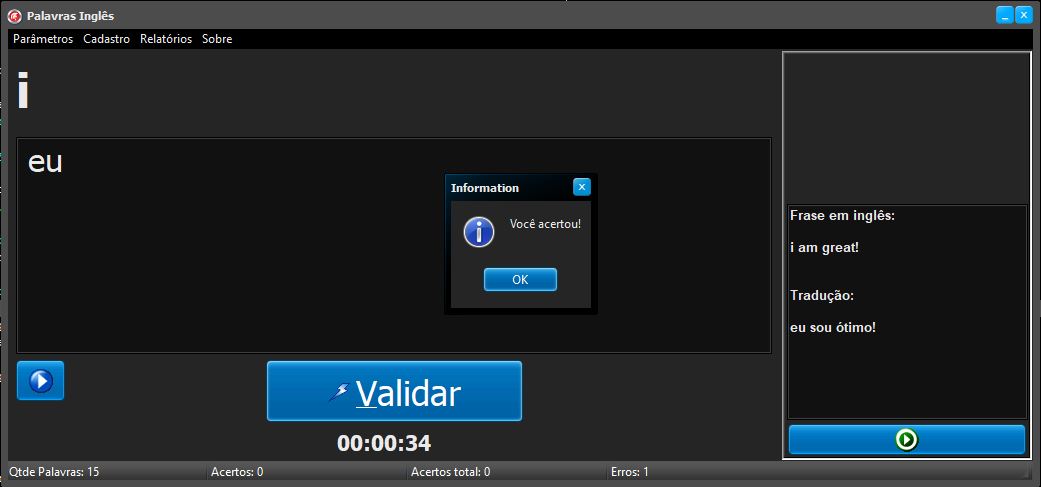 Palavras Inglês
Parâmetros Cadastro Relatórios Sobre
i
eu
Information
Você acertou!
OK
Frase em inglês:
i am great!
Tradução:
eu sou ótimo!
Validar
00:00:34
Qtde Palavras: 15 Acertos: 0 Acertos total: 0 Erros: 1